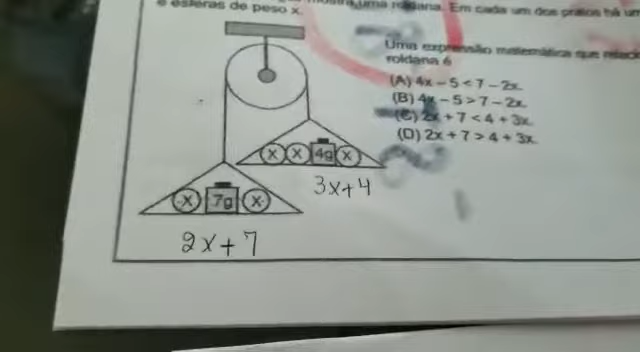 e esferas de peso x.
mostra uma roldana. Em cada um dos pratos há um
Uma expressão matemática que
roldana é
(A) 4x – 5 < 7 – 2x.
(B) 4x – 5 > 7 – 2x.
(C) 2x + 7 < 4 + 3x.
(D) 2x + 7 > 4 + 3x.
X X 4g X
3x+4
X 7g X
2x+7